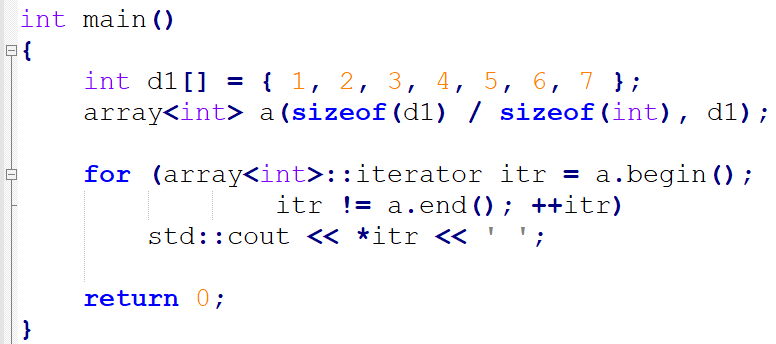 int main()
{
    int d1[] = { 1, 2, 3, 4, 5, 6, 7 };
    array<int> a(sizeof(d1) / sizeof(int), d1);
    for (array<int>::iterator itr = a.begin();
                itr != a.end(); ++itr)
        std::cout << *itr << ' ';
    return 0;
}